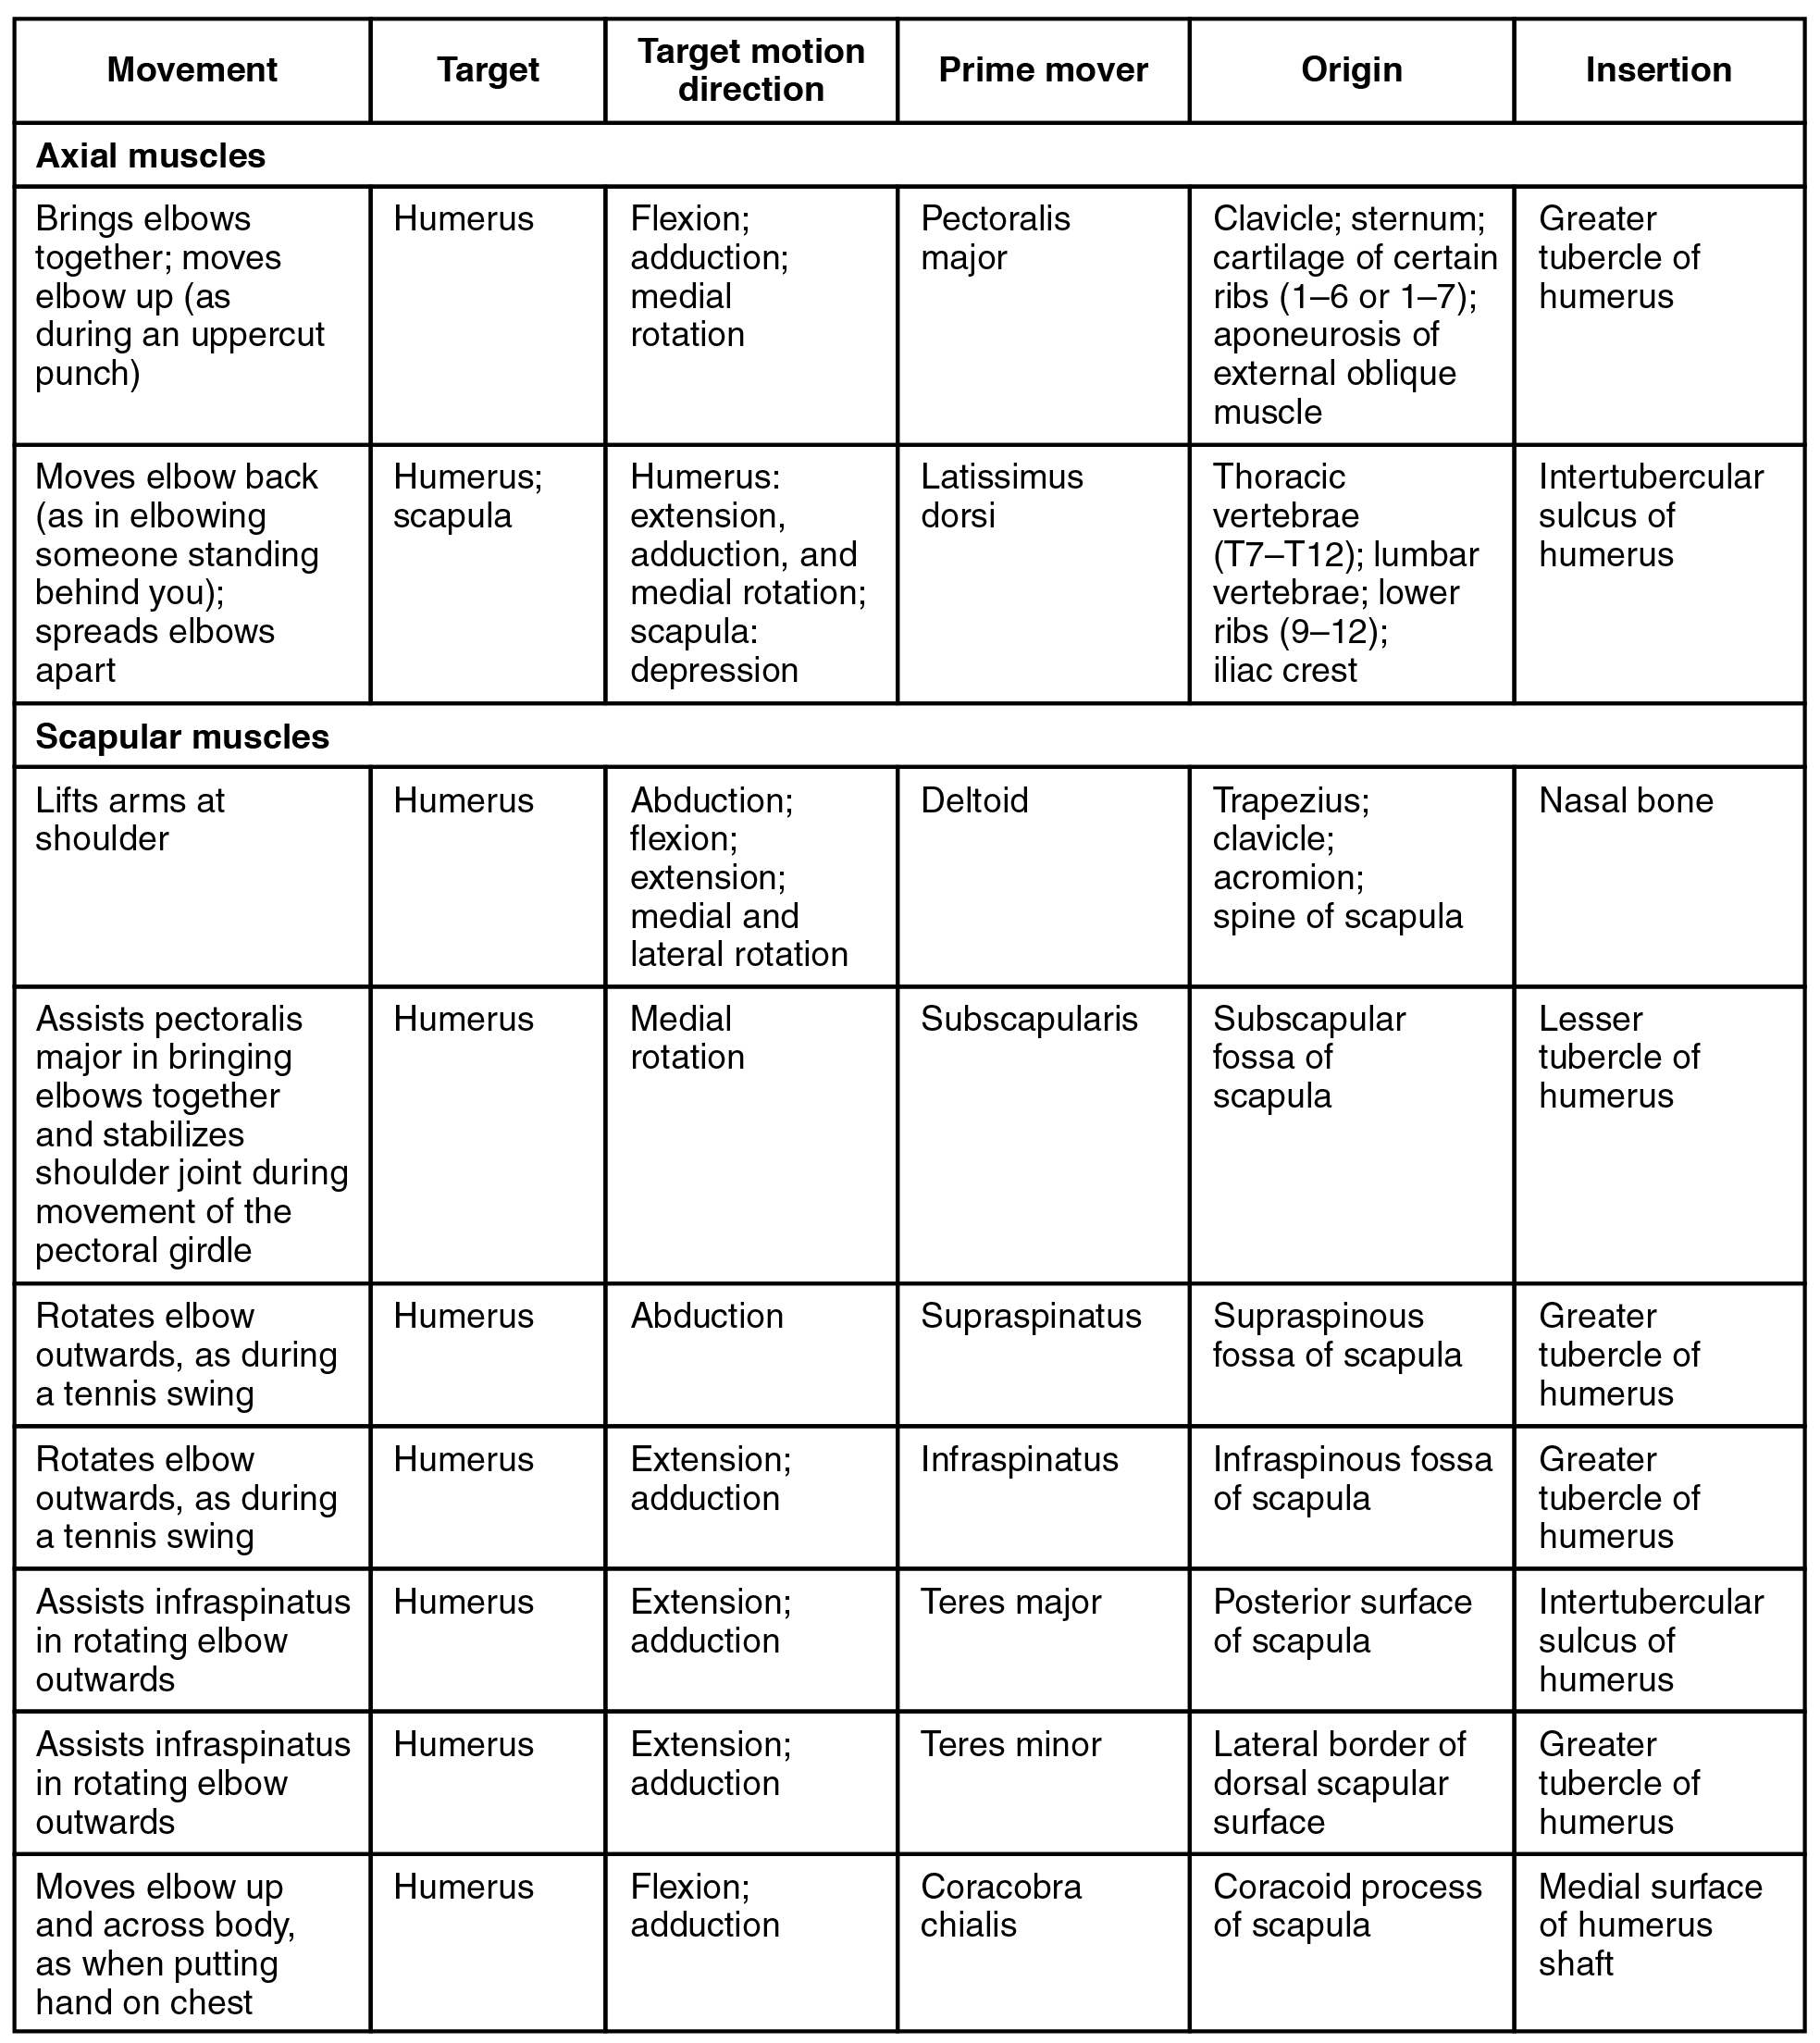 Movement
Target
Target motion
direction
Prime mover
Origin
Insertion
Axial muscles
Brings elbows
together; moves
elbow up (as
during an uppercut
punch)
Humerus
Flexion;
adduction;
medial
rotation
Pectoralis
major
Clavicle; sternum;
cartilage of certain
ribs (1–6 or 1–7);
aponeurosis of
external oblique
muscle
Greater
tubercle of
humerus
Moves elbow back
(as in elbowing
someone standing
behind you);
spreads elbows
apart
Humerus;
scapula
Humerus:
extension,
adduction, and
medial rotation;
scapula:
depression
Latissimus
dorsi
Thoracic
vertebrae
(T7–T12); lumbar
vertebrae; lower
ribs (9–12);
iliac crest
Intertubercular
sulcus of
humerus
Scapular muscles
Lifts arms at
shoulder
Humerus
Abduction;
flexion;
extension;
medial and
lateral rotation
Deltoid
Trapezius;
clavicle;
acromion;
spine of scapula
Nasal bone
Assists pectoralis
major in bringing
elbows together
and stabilizes
shoulder joint during
movement of the
pectoral girdle
Humerus
Medial
rotation
Subscapularis
Subscapular
fossa of
scapula
Lesser
tubercle of
humerus
Rotates elbow
outwards, as during
a tennis swing
Humerus
Abduction
Supraspinatus
Supraspinous
fossa of scapula
Greater
tubercle of
humerus
Rotates elbow
outwards, as during
a tennis swing
Humerus
Extension;
adduction
Infraspinatus
Infraspinous fossa
of scapula
Greater
tubercle of
humerus
Assists infraspinatus
in rotating elbow
outwards
Humerus
Extension;
adduction
Teres major
Posterior surface
of scapula
Intertubercular
sulcus of
humerus
Assists infraspinatus
in rotating elbow
outwards
Humerus
Extension;
adduction
Teres minor
Lateral border of
dorsal scapular
surface
Greater
tubercle of
humerus
Moves elbow up
and across body,
as when putting
hand on chest
Humerus
Flexion;
adduction
Coracobra
chialis
Coracoid process
of scapula
Medial surface
of humerus
shaft